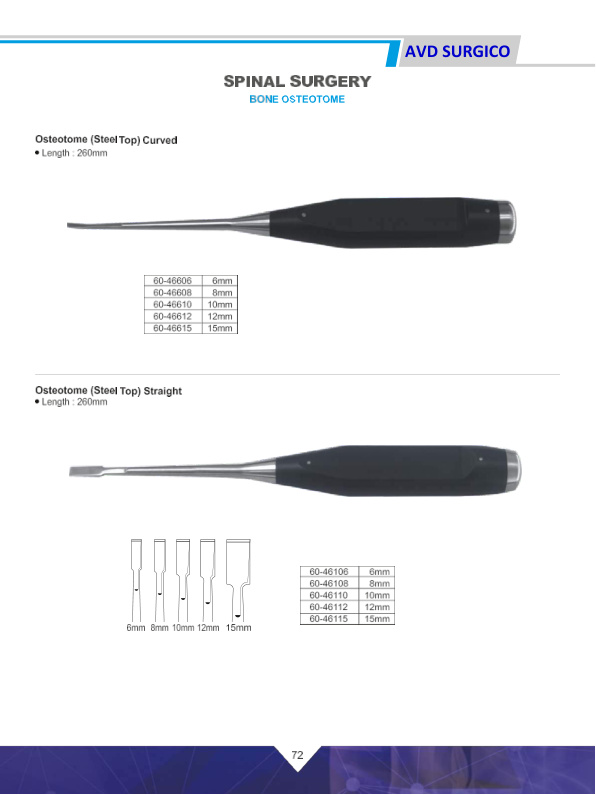 AVD SURGICO
SPINAL SURGERY
BONE OSTEOTOME
Osteotome (Steel Top) Curved
• Length : 260mm
60-46606 6mm
60-46608 8mm
60-46610 10mm
60-46612 12mm
60-46615 15mm
Osteotome (Steel Top) Straight
• Length : 260mm
6mm 8mm 10mm 12mm 15mm
60-46106 6mm
60-46108 8mm
60-46110 10mm
60-46112 12mm
60-46115 15mm
72